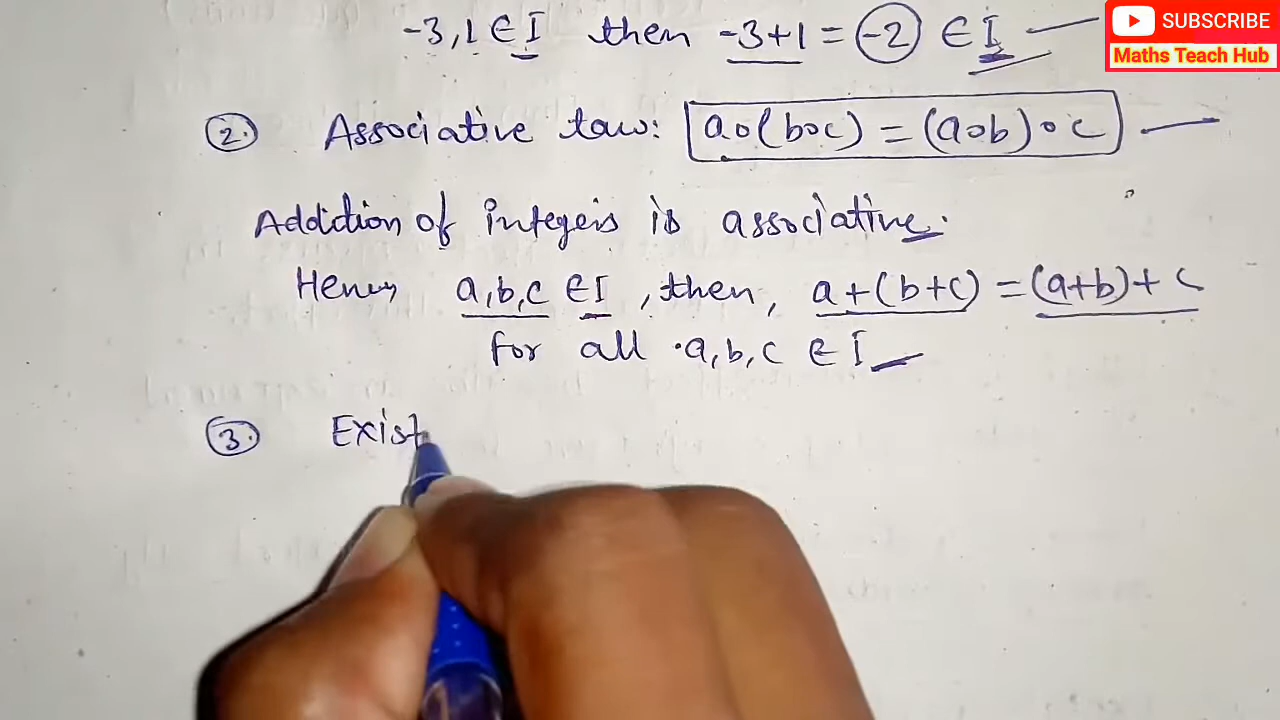 -3, 1 ∈ I then -3+1 = -2 ∈ I
SUBSCRIBE
Maths Teach Hub
2. Associative law: a∘(b∘c) = (a∘b)∘c
Addition of integers is associative.
a, b, c ∈ I, then, a+(b+c) = (a+b)+c
for all a, b, c ∈ I
3. Exist